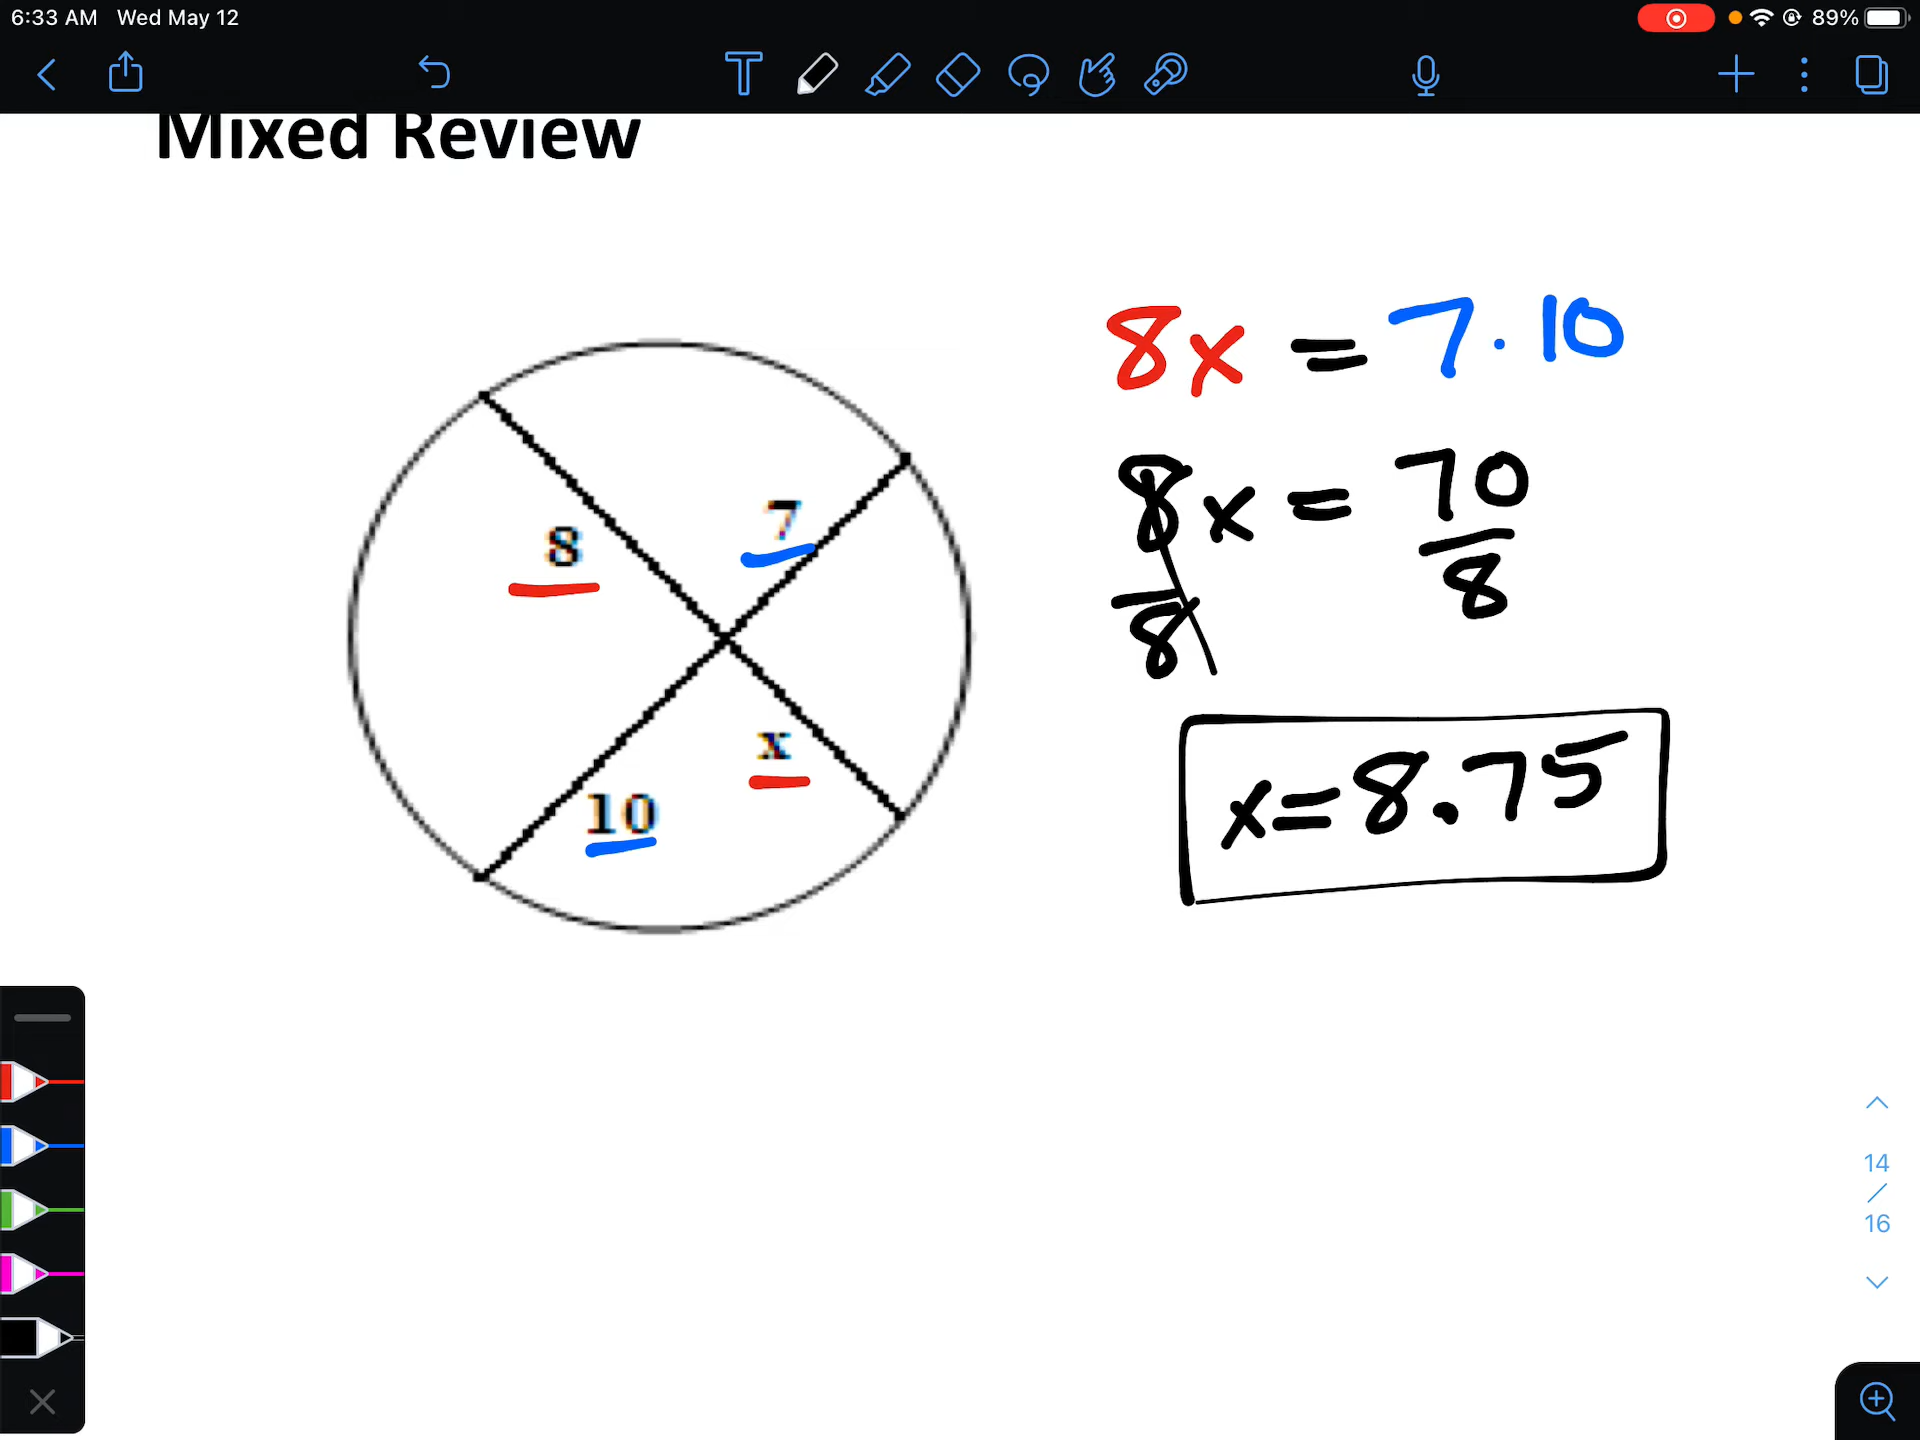 6:33 AM Wed May 12
89%
T
Mixed Review
8x = 7·10
8x = 70
8 8
x=8.75
8
7
x
10
14
/
16